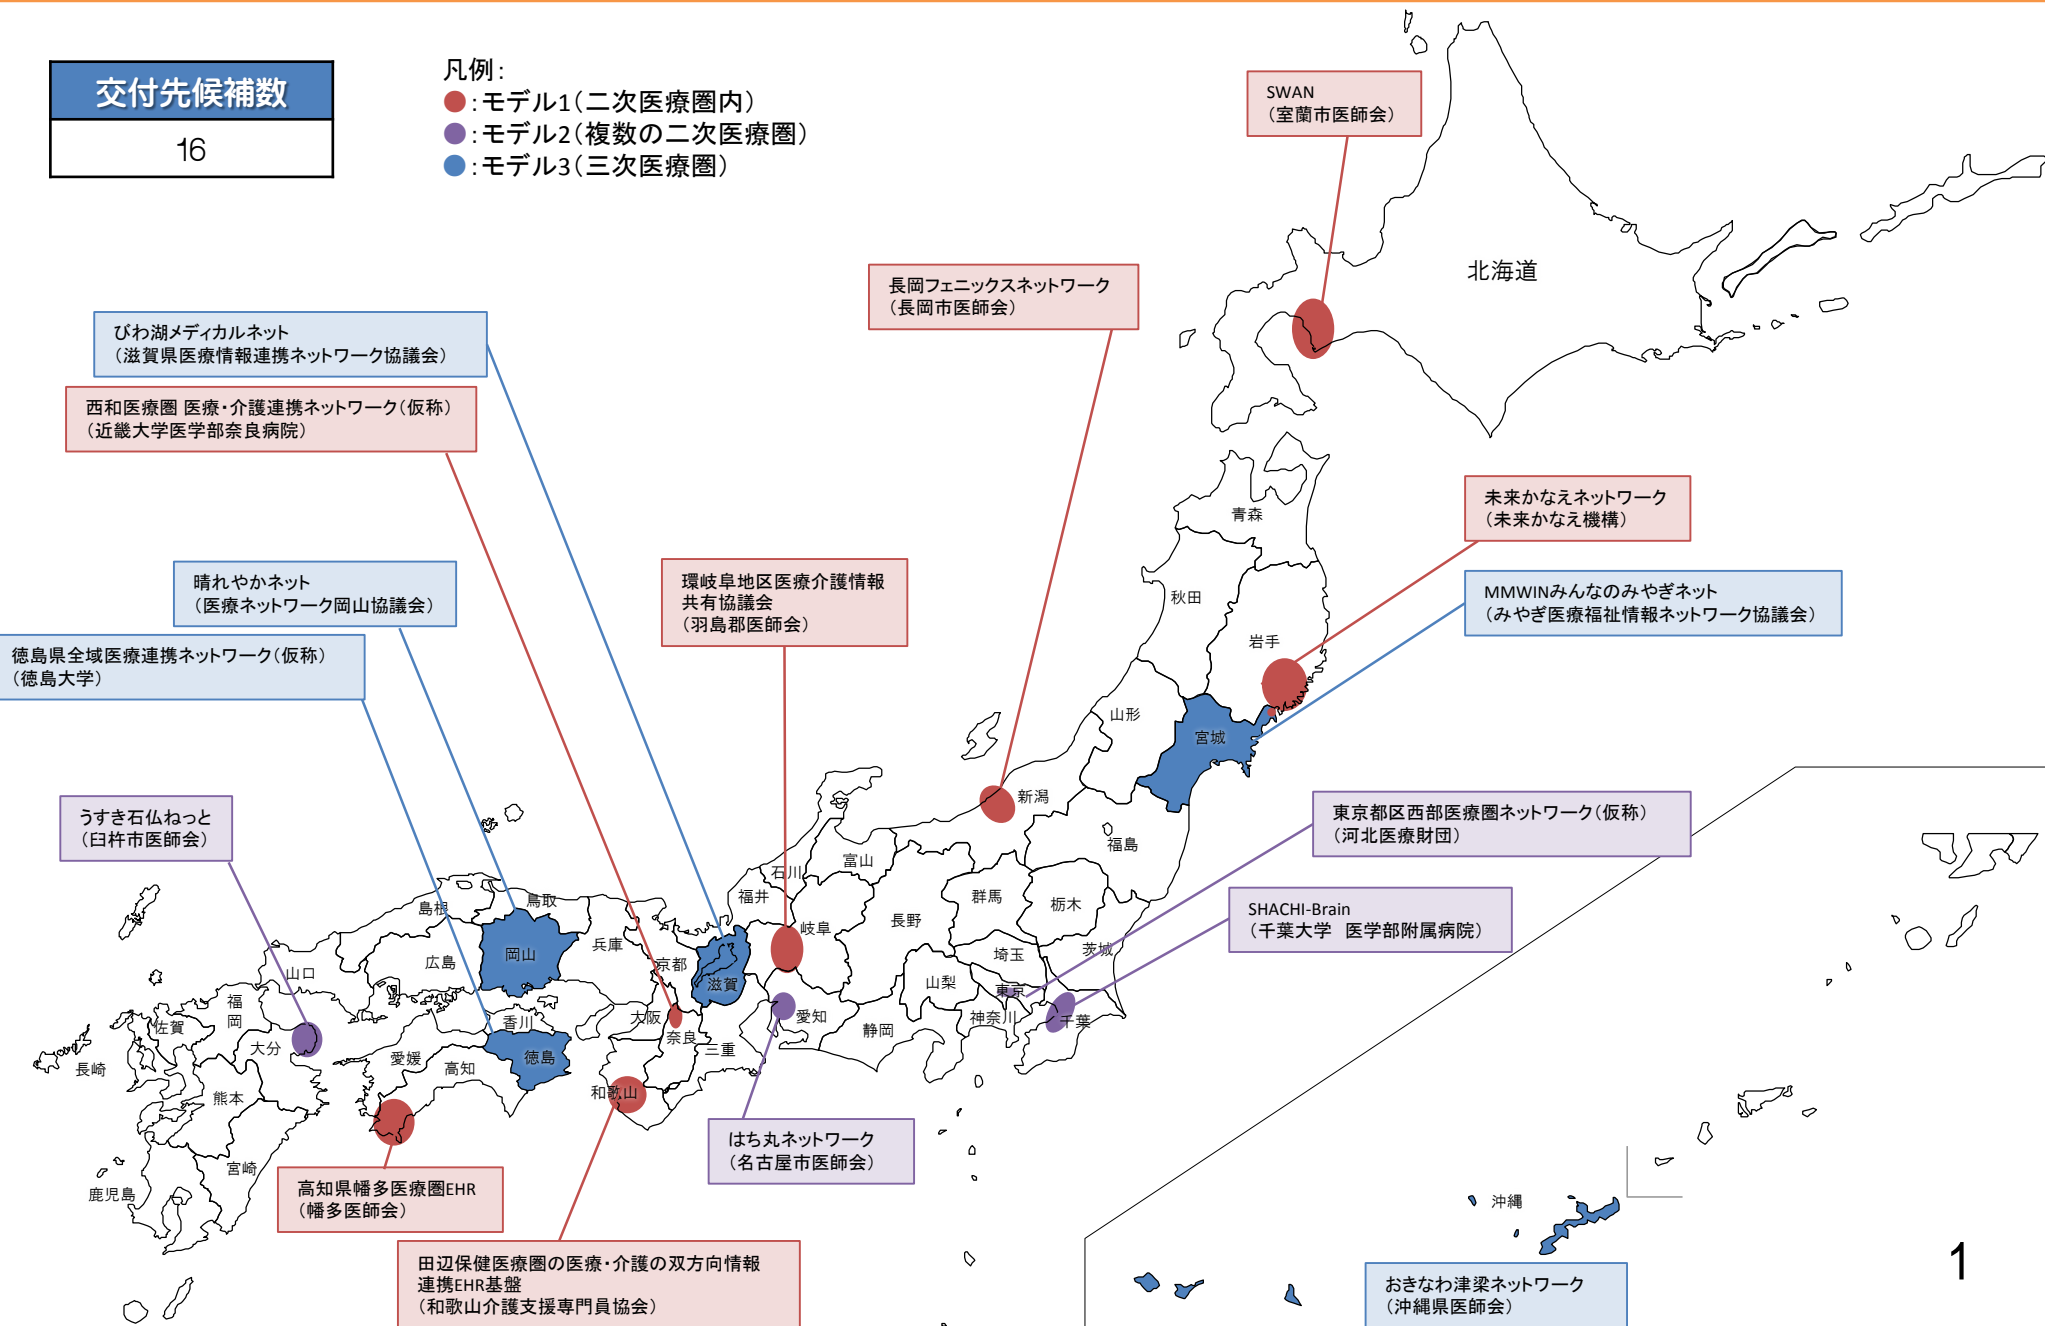 交付先候補数
16
凡例：
●：モデル1（二次医療圏内）
●：モデル2（複数の二次医療圏）
●：モデル3（三次医療圏）
SWAN
（室蘭市医師会）
北海道
長岡フェニックスネットワーク
（長岡市医師会）
びわ湖メディカルネット
（滋賀県医療情報連携ネットワーク協議会）
西和医療圏 医療・介護連携ネットワーク（仮称）
（近畿大学医学部奈良病院）
未来かなえネットワーク
（未来かなえ機構）
青森
晴れやかネット
（医療ネットワーク岡山協議会）
環岐阜地区医療介護情報
共有協議会
（羽島郡医師会）
秋田
MMWINみんなのみやぎネット
（みやぎ医療福祉情報ネットワーク協議会）
岩手
徳島県全域医療連携ネットワーク（仮称）
（徳島大学）
山形
宮城
新潟
うすき石仏ねっと
（臼杵市医師会）
東京都区西部医療圏ネットワーク（仮称）
（河北医療財団）
福島
富山
石川
福井
群馬
栃木
鳥取
島根
SHACHI-Brain
（千葉大学　医学部附属病院）
長野
岐阜
兵庫
岡山
広島
京都
埼玉
茨城
山口
滋賀
山梨
東京
福
岡
佐賀
香川
大阪
愛知
神奈川
千葉
静岡
奈良
三重
大分
愛媛
高知
徳島
長崎
熊本
和歌山
はち丸ネットワーク
（名古屋市医師会）
宮崎
鹿児島
高知県幡多医療圏EHR
（幡多医師会）
沖縄
田辺保健医療圏の医療・介護の双方向情報
連携EHR基盤
（和歌山介護支援専門員協会）
おきなわ津梁ネットワーク
（沖縄県医師会）
1